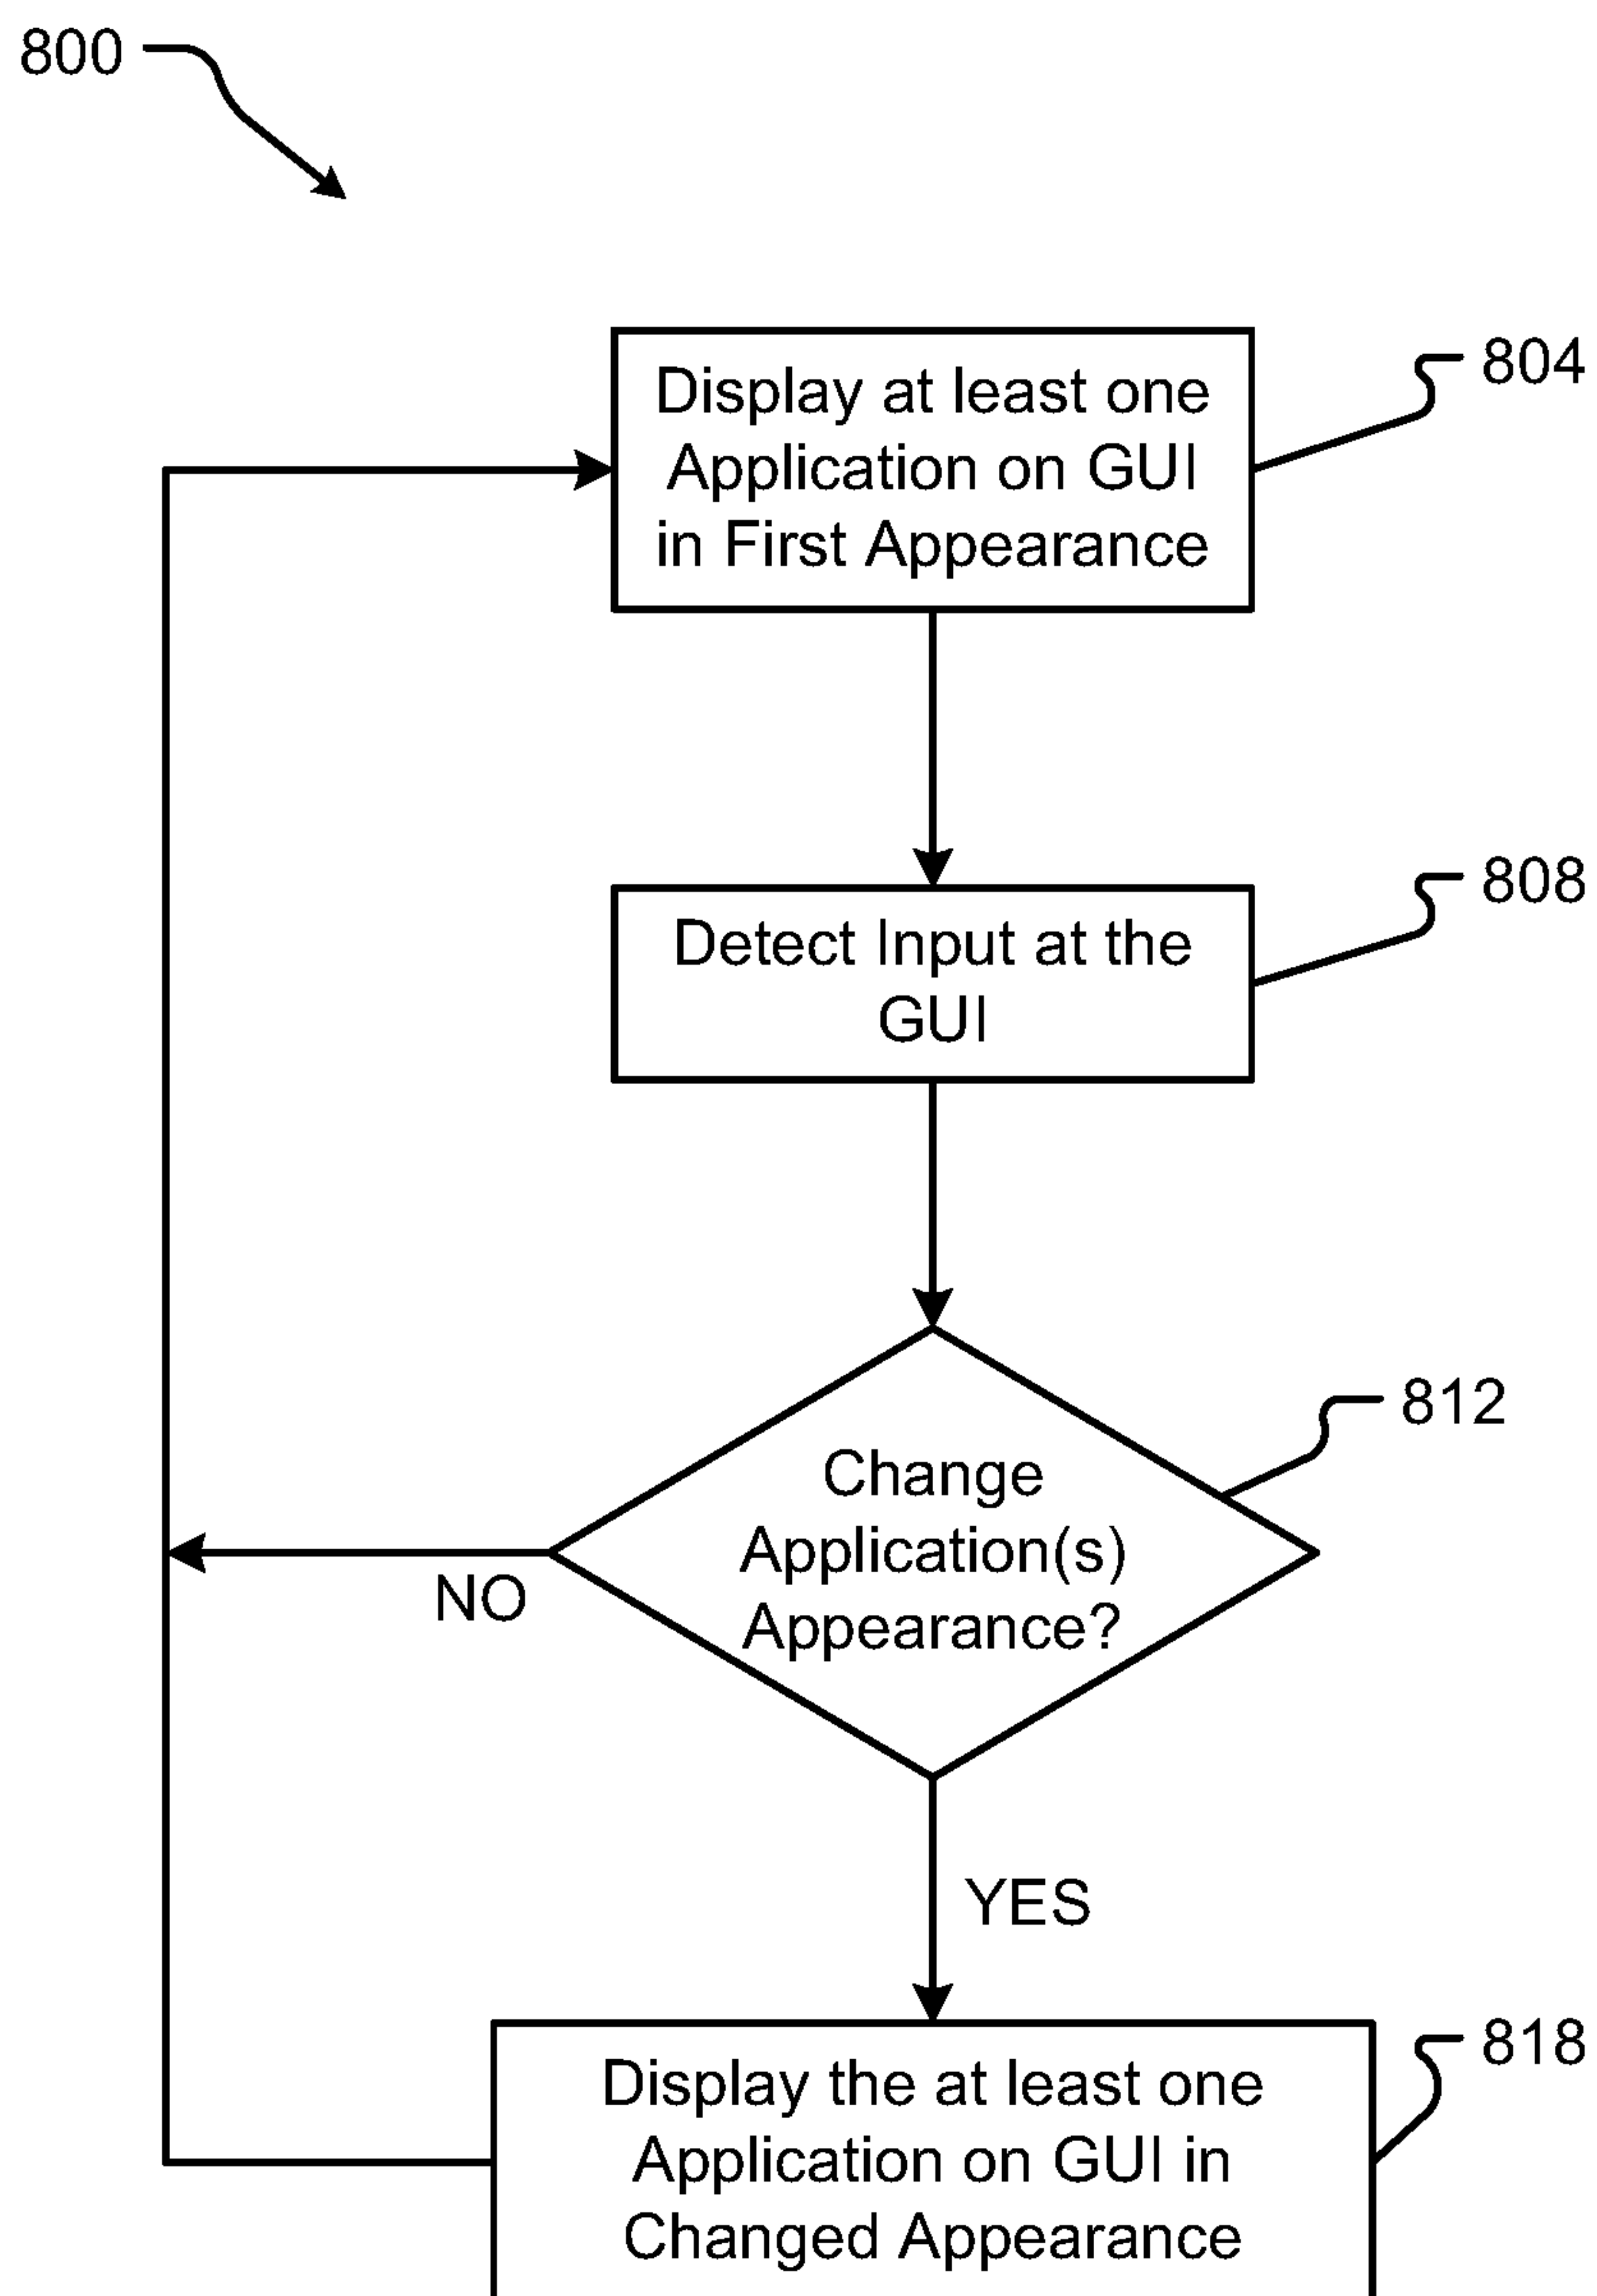 800
Display at least one
Application on GUI
in First Appearance
804
Detect Input at the
GUI
808
Change
Application(s)
Appearance?
812
NO
YES
Display the at least one
Application on GUI in
Changed Appearance
818